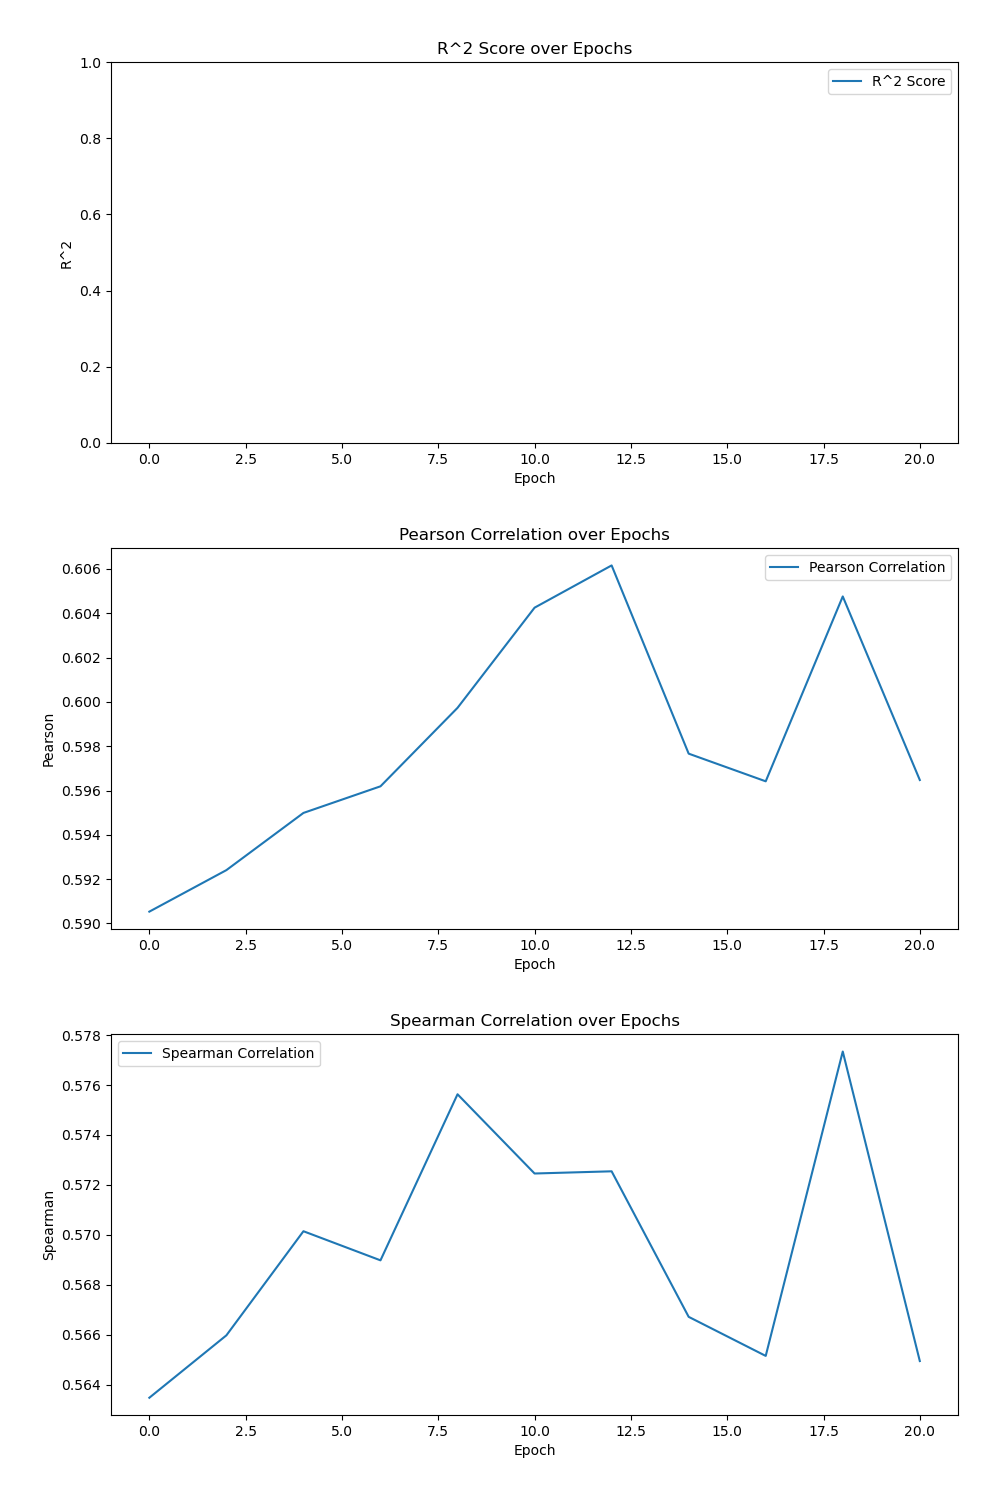 R^2 Score over Epochs
1.0
R^2 Score
0.8
0.6
R^2
0.4
0.2
0.0
0.0 2.5 5.0 7.5 10.0 12.5 15.0 17.5 20.0
Epoch
Pearson Correlation over Epochs
Pearson Correlation
0.606
0.604
0.602
0.600
0.598
Pearson
0.596
0.594
0.592
0.590
0.0 2.5 5.0 7.5 10.0 12.5 15.0 17.5 20.0
Epoch
Spearman Correlation over Epochs
0.578
Spearman Correlation
0.576
0.574
0.572
Spearman
0.570
0.568
0.566
0.564
0.0 2.5 5.0 7.5 10.0 12.5 15.0 17.5 20.0
Epoch